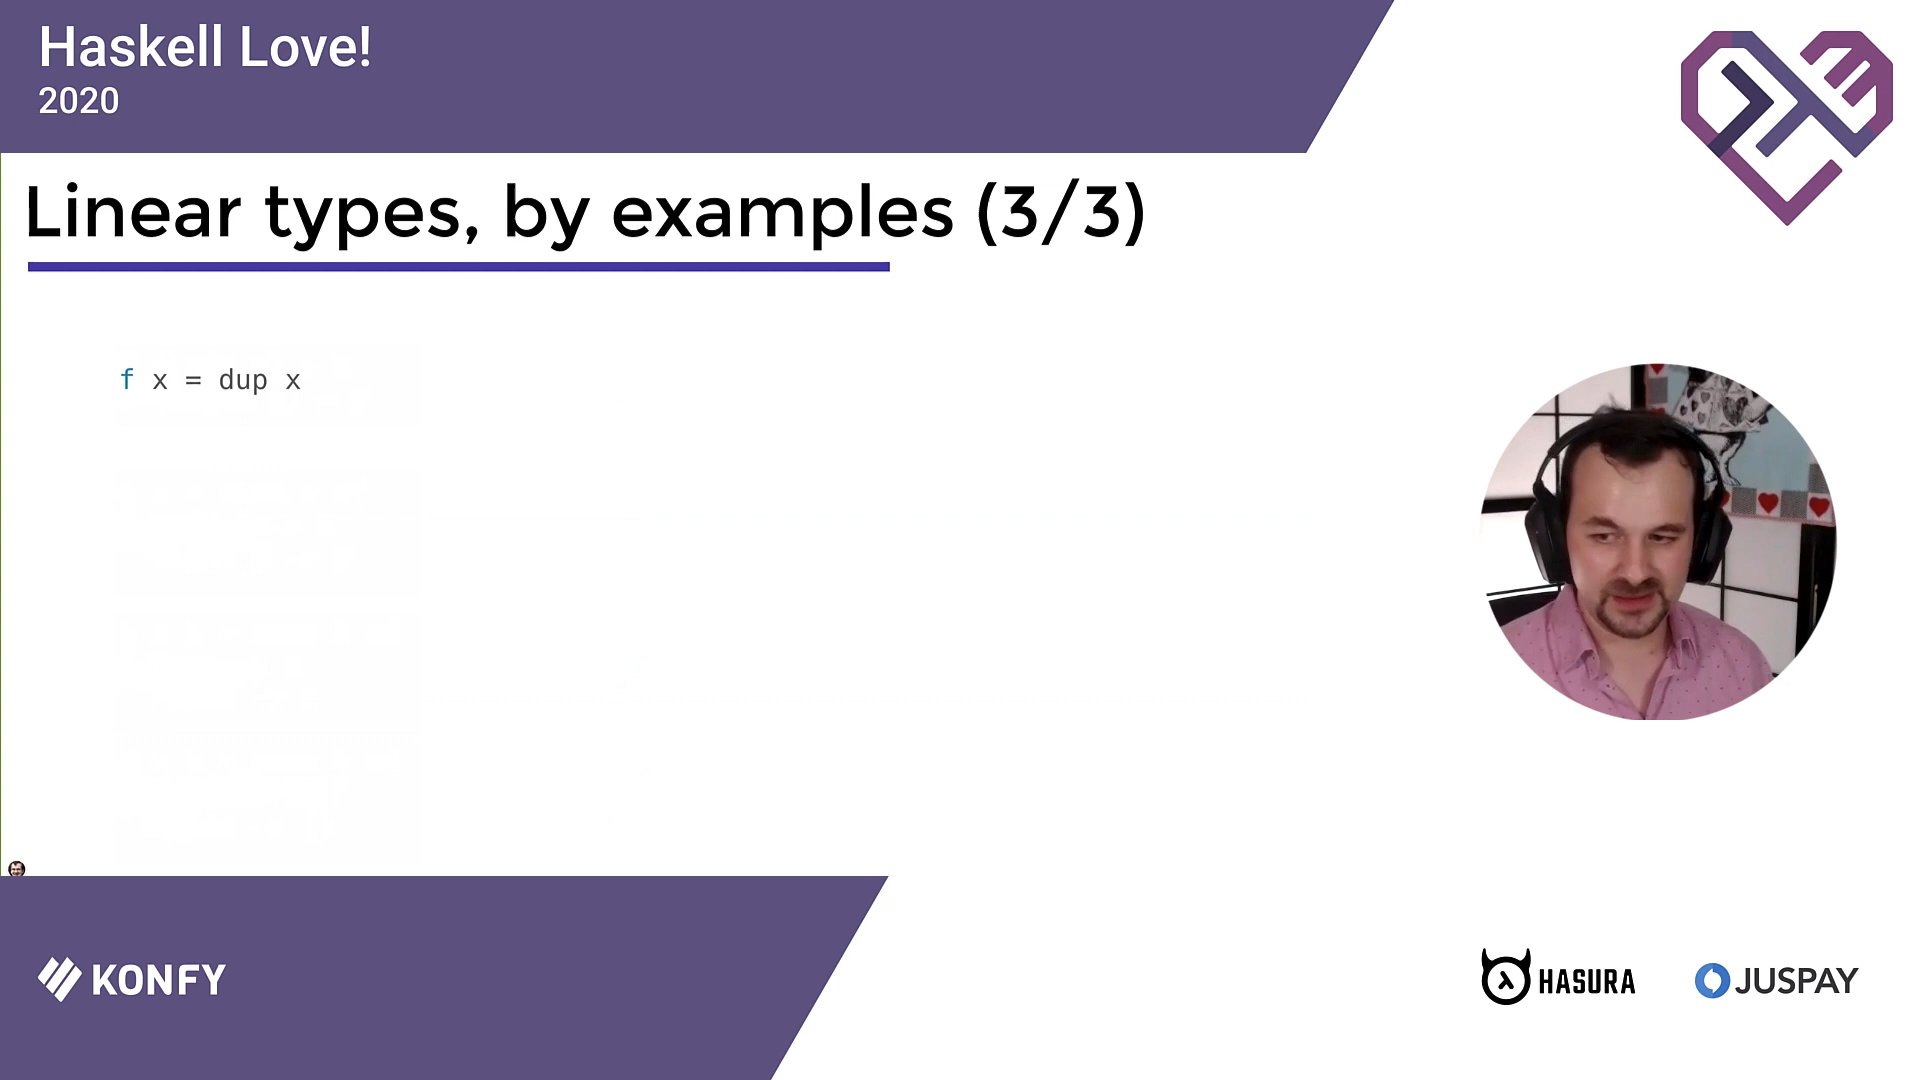 Haskell Love!
2020
Linear types, by examples (3/3)
f x = dup x
KONFY
HASURA
JUSPAY